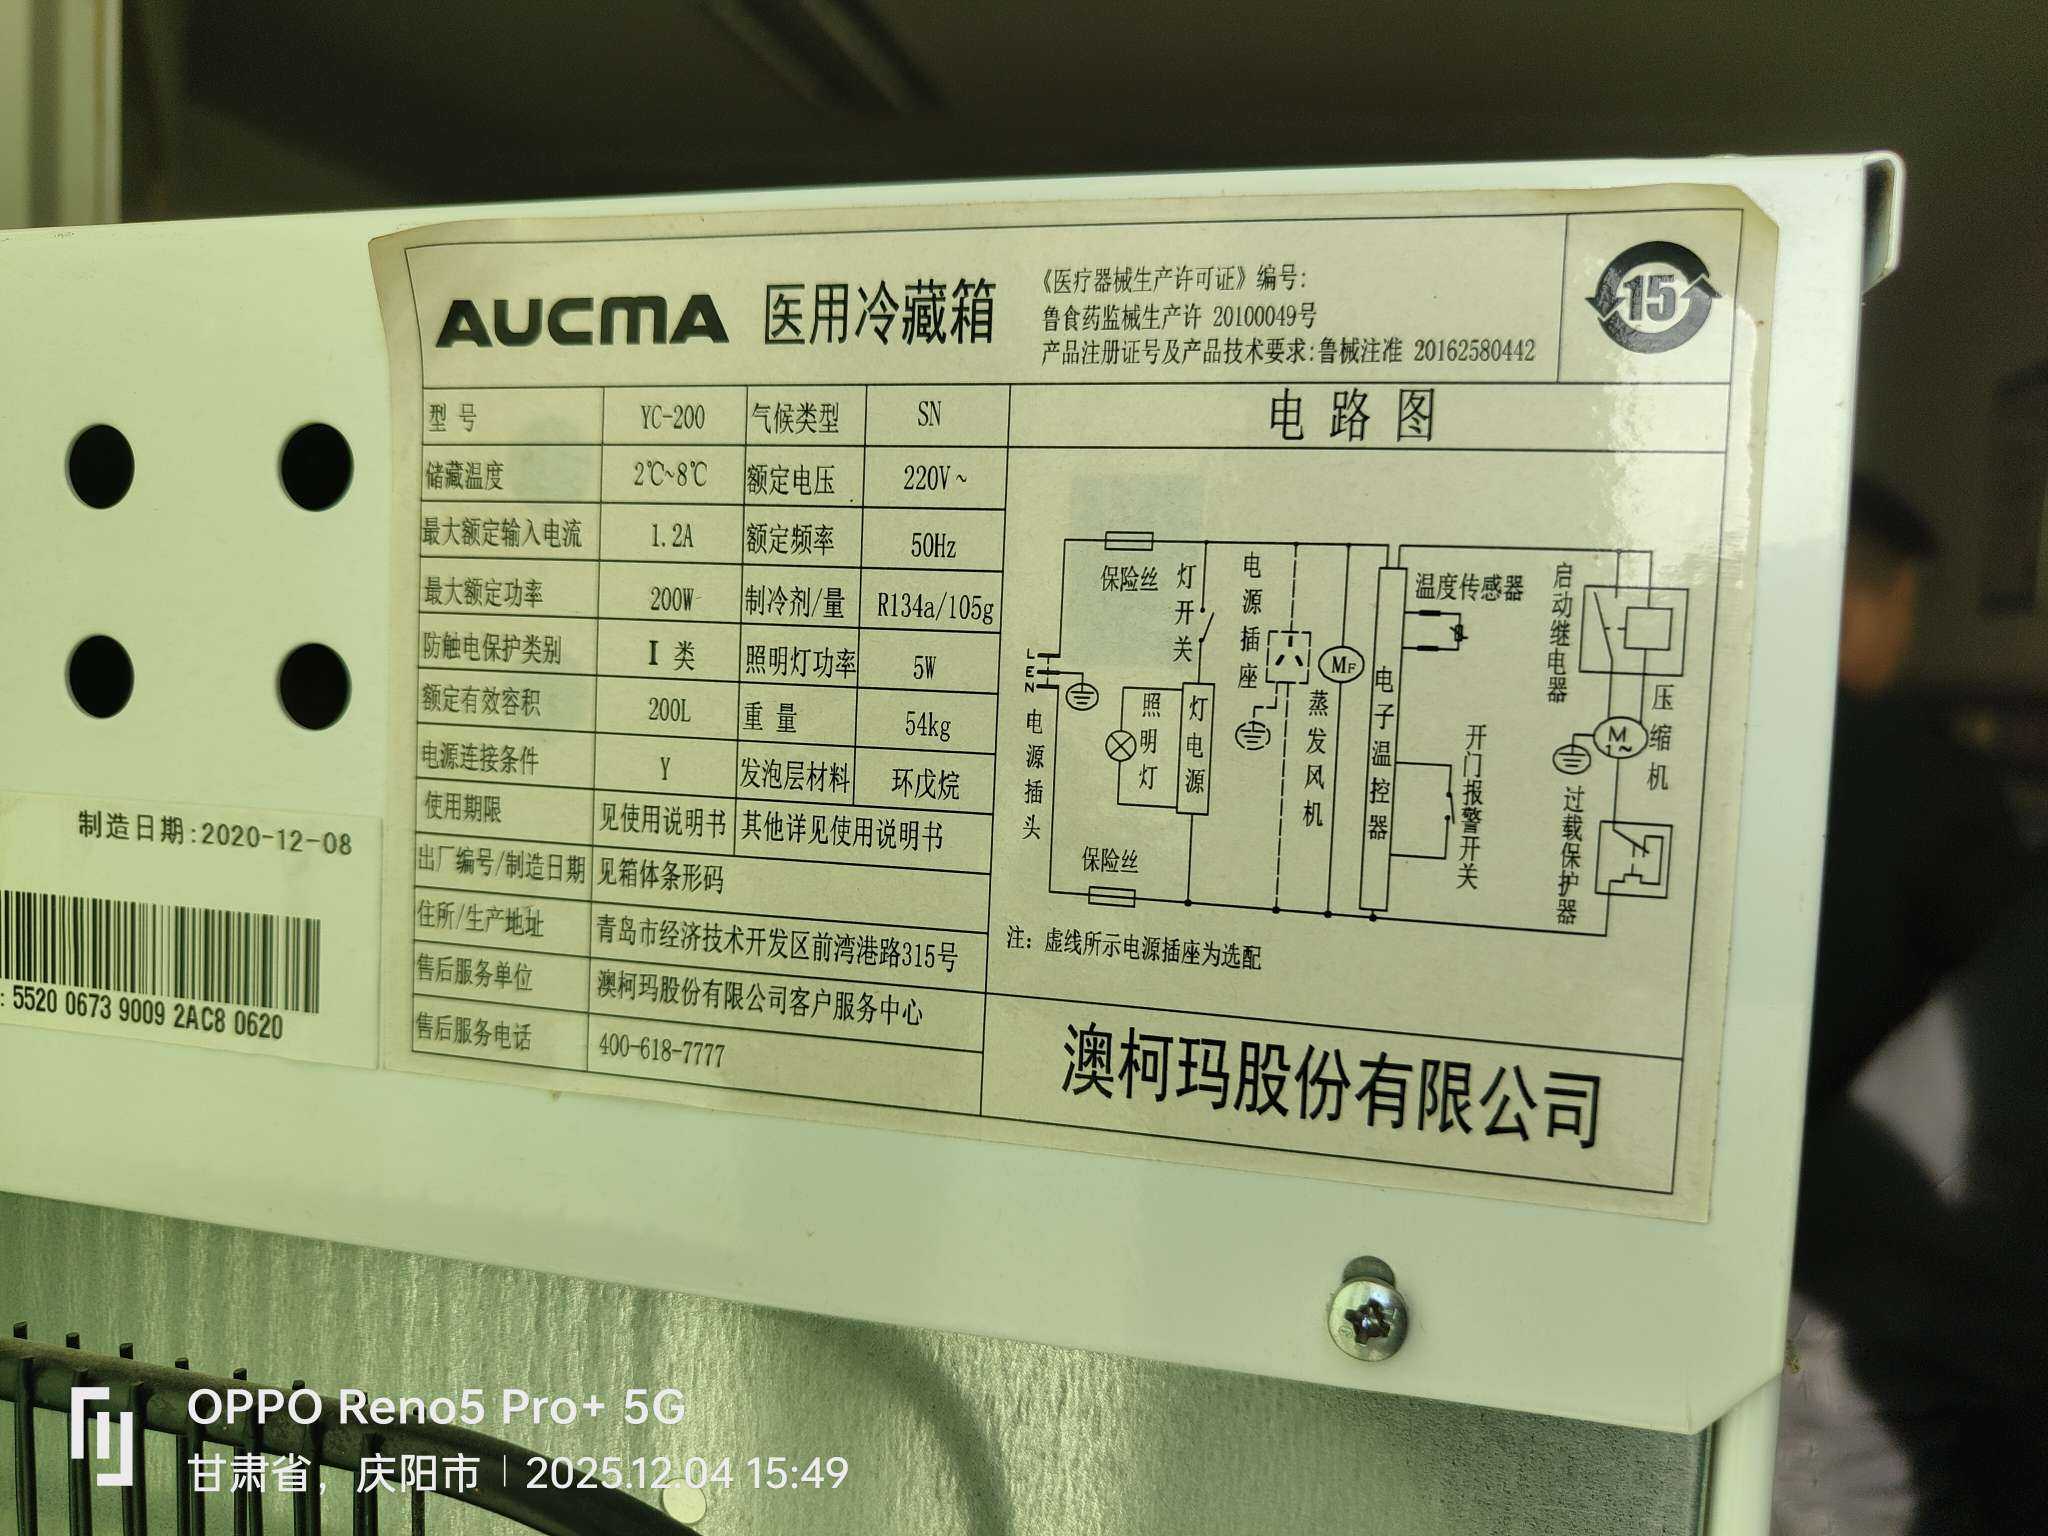 AUCMA 医用冷藏箱
《医疗器械生产许可证》编号:
鲁食药监械生产许 20100049号
产品注册证号及产品技术要求:鲁械注准 20162580442
15
型 号 YC-200 气候类型 SN
储藏温度 2℃~8℃ 额定电压 220V~
最大额定输入电流 1.2A 额定频率 50Hz
最大额定功率 200W 制冷剂/量 R134a/105g
防触电保护类别 I 类 照明灯功率 5W
额定有效容积 200L 重 量 54kg
电源连接条件 Y 发泡层材料 环戊烷
使用期限 见使用说明书 其他详见使用说明书
出厂编号/制造日期 见箱体条形码
住所/生产地址 青岛市经济技术开发区前湾港路315号
售后服务单位 澳柯玛股份有限公司客户服务中心
售后服务电话 400-618-7777
电 路 图
保险丝
灯开关
电源插座
温度传感器
启动继电器
L
E
N
电源插头
照明灯
灯电源
MF
蒸发风机
电子温控器
开门报警开关
M
1~
压缩机
过载保护器
保险丝
注: 虚线所示电源插座为选配
澳柯玛股份有限公司
制造日期:2020-12-08
: 5520 0673 9009 2AC8 0620
OPPO Reno5 Pro+ 5G
甘肃省，庆阳市 | 2025.12.04 15:49